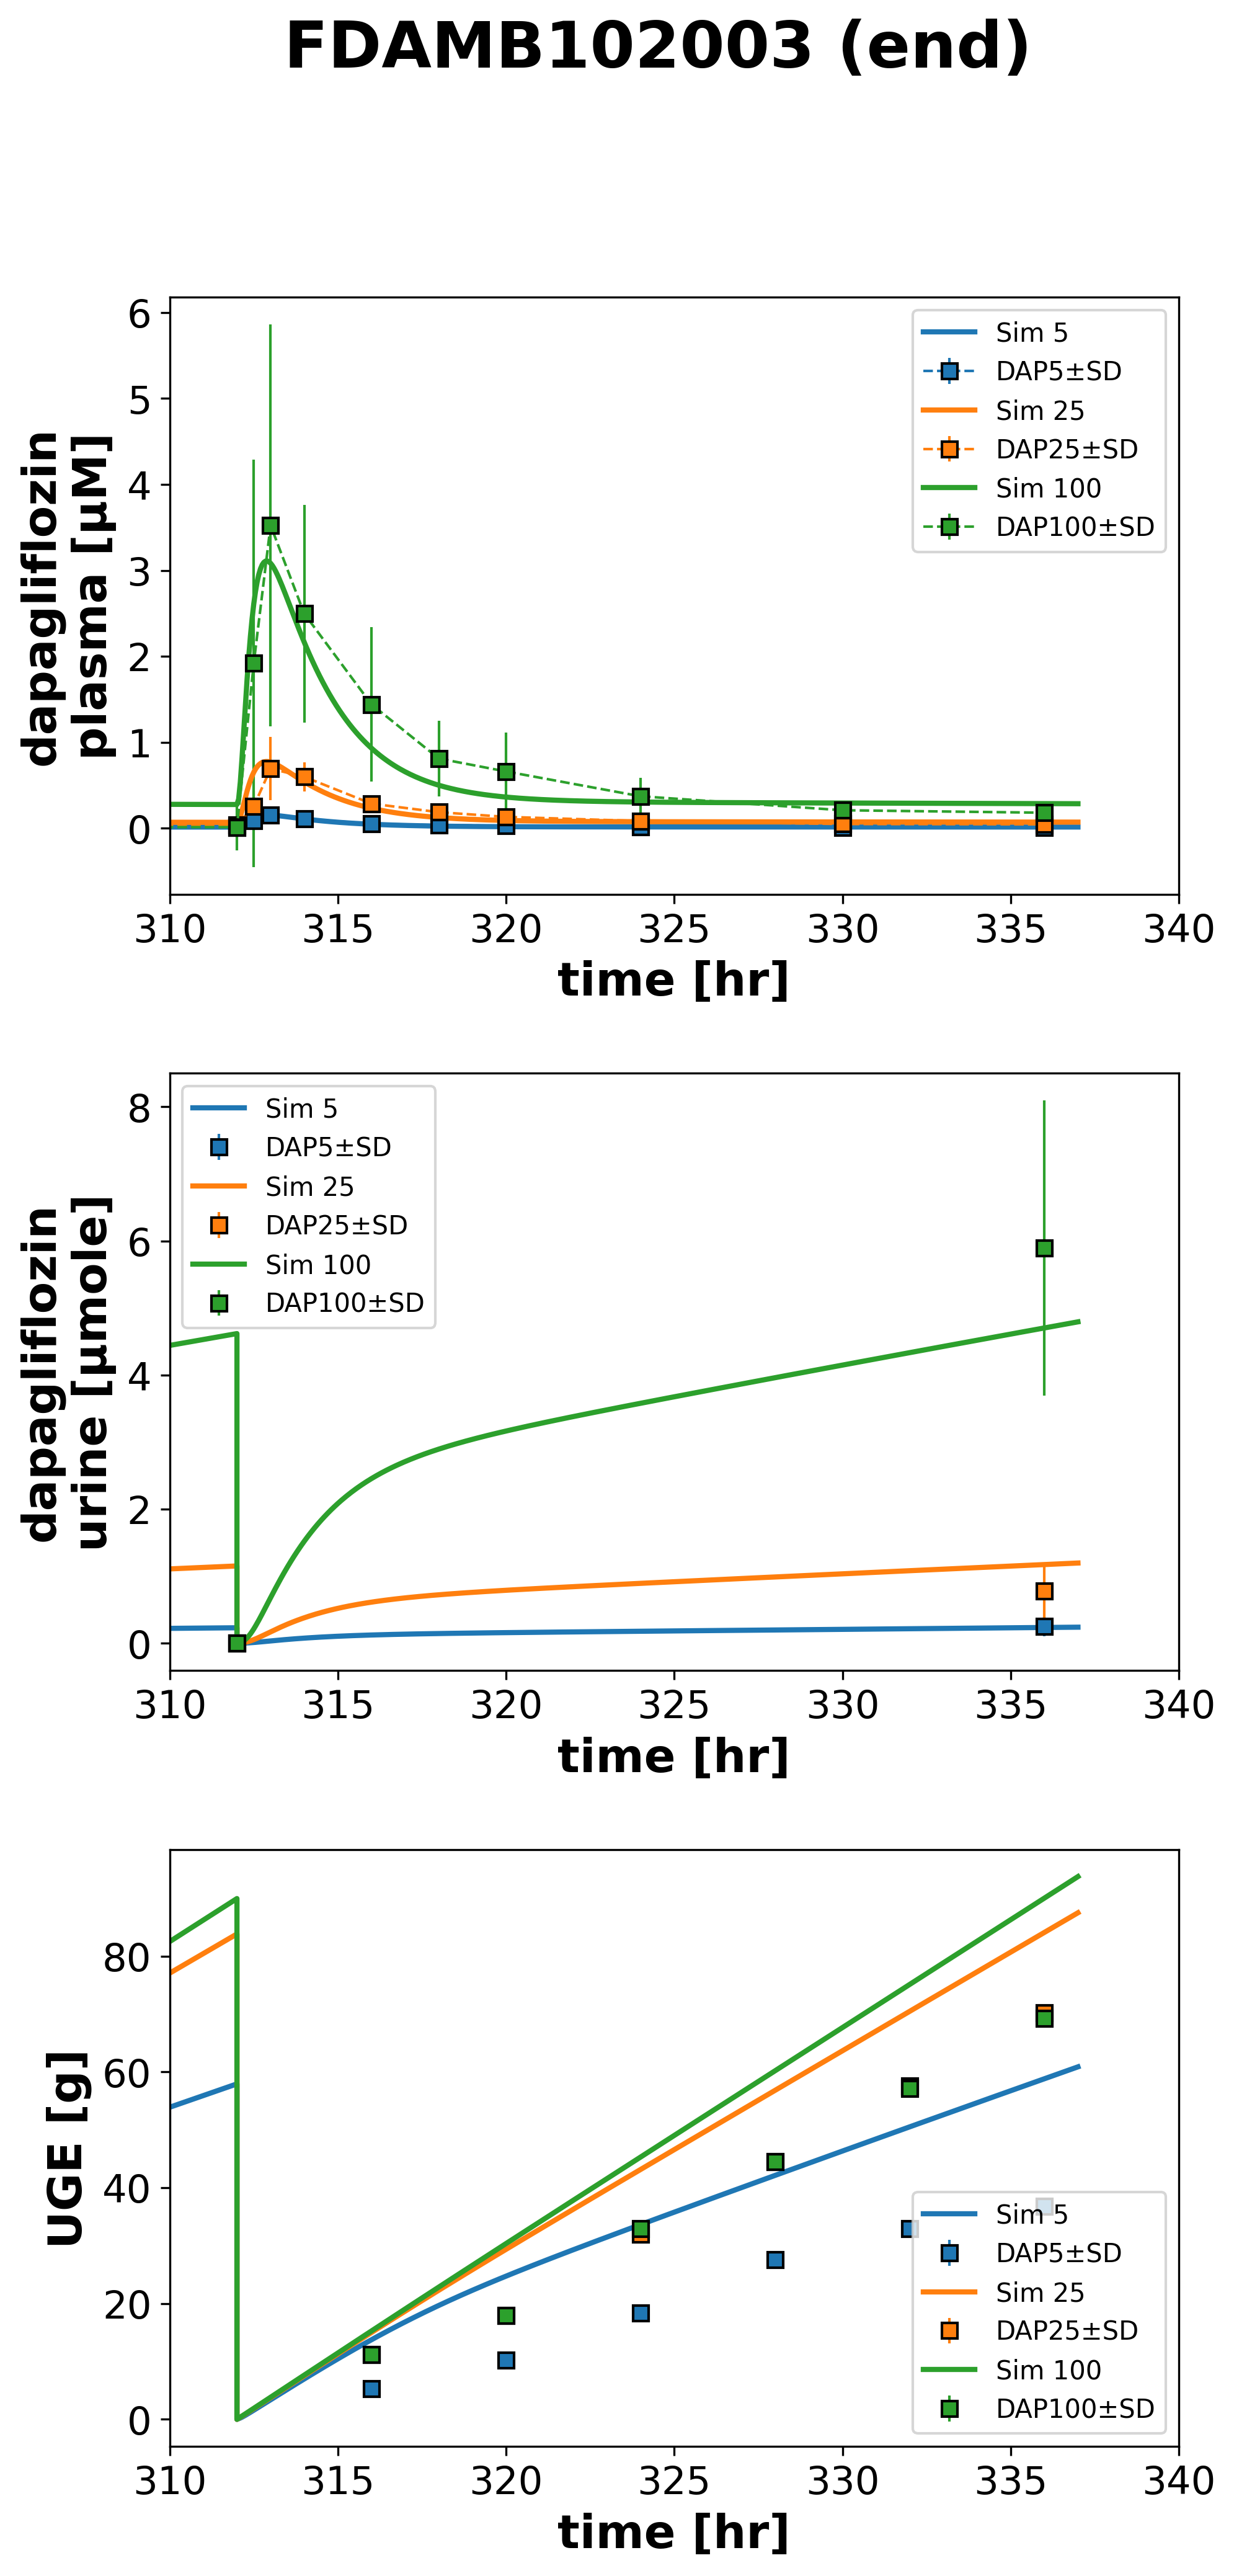 FDAMB102003 (end)
dapagliflozin
plasma [µM]
6
5
4
3
2
1
0
Sim 5
DAP5±SD
Sim 25
DAP25±SD
Sim 100
DAP100±SD
310 315 320 325 330 335 340
time [hr]
dapagliflozin
urine [µmole]
8
6
4
2
0
Sim 5
DAP5±SD
Sim 25
DAP25±SD
Sim 100
DAP100±SD
310 315 320 325 330 335 340
time [hr]
UGE [g]
80
60
40
20
0
Sim 5
DAP5±SD
Sim 25
DAP25±SD
Sim 100
DAP100±SD
310 315 320 325 330 335 340
time [hr]